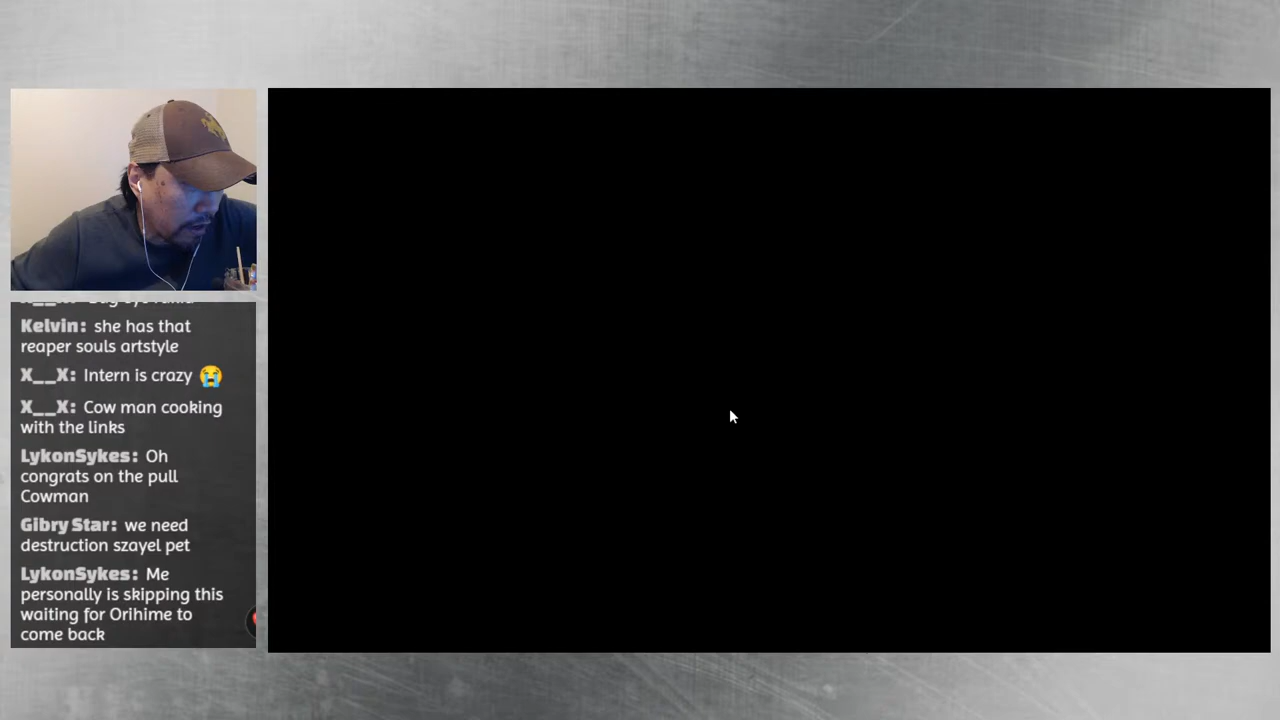 Kelvin: she has that
reaper souls artstyle
X__X: Intern is crazy 😭
X__X: Cow man cooking
with the links
LykonSykes: Oh
congrats on the pull
Cowman
Gibry Star: we need
destruction szayel pet
LykonSykes: Me
personally is skipping this
waiting for Orihime to
come back